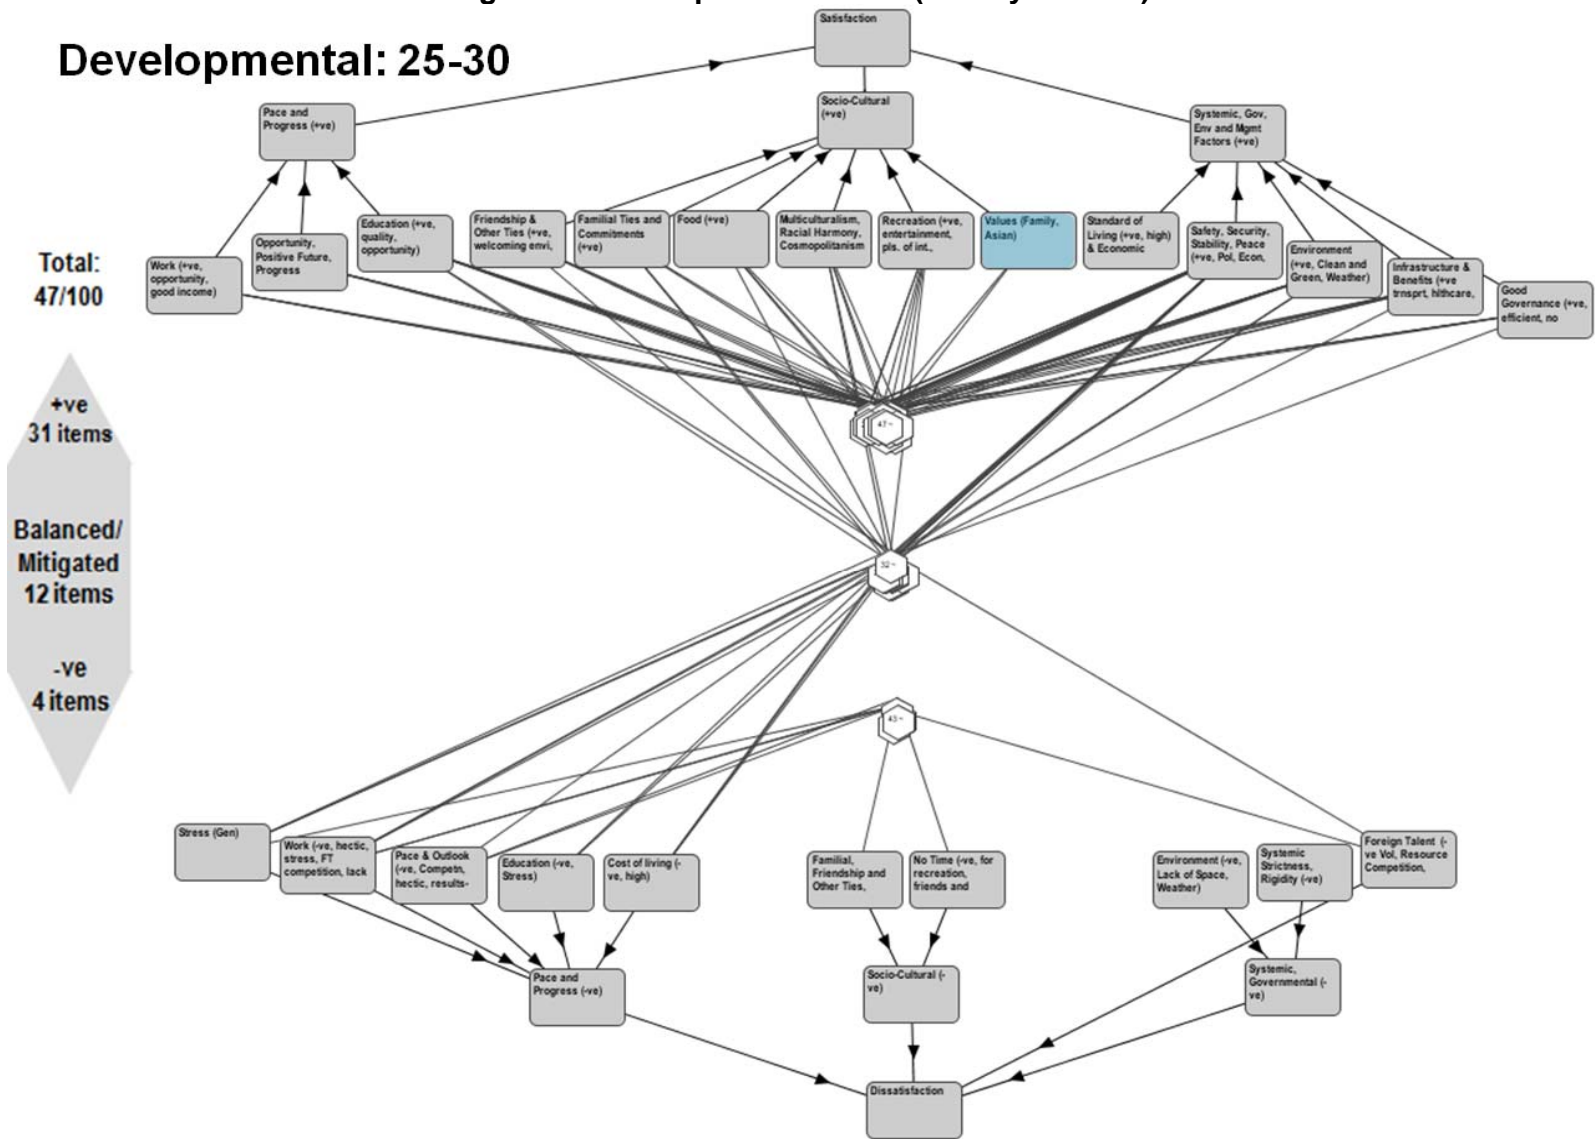 Satisfaction
Developmental: 25-30
Pace and
Progress (+ve)
Socio-Cultural
(+ve)
Systemic, Gov,
Env and Mgmt
Factors (+ve)
Work (+ve,
opportunity,
good income)
Opportunity,
Positive Future,
Progress
Education (+ve,
quality,
opportunity)
Friendship &
Other Ties (+ve,
welcoming envi,
Familial Ties and
Commitments
(+ve)
Food (+ve)
Multiculturalism,
Racial Harmony,
Cosmopolitanism
Recreation (+ve,
entertainment,
pls. of int.,
Values (Family,
Asian)
Standard of
Living (+ve, high)
& Economic
Safety, Security,
Stability, Peace
(+ve, Pol, Econ,
Environment
(+ve, Clean and
Green, Weather)
Infrastructure &
Benefits (+ve
trnsprt, hlthcare,
Good
Governance (+ve,
efficient, no
Total:
47/100
+ve
31 items
Balanced/
Mitigated
12 items
-ve
4 items
47~
32~
43~
Stress (Gen)
Work (-ve, hectic,
stress, FT
competition, lack
Pace & Outlook
(-ve, Competn,
hectic, results-
Education (-ve,
Stress)
Cost of living (-
ve, high)
Familial,
Friendship and
Other Ties,
No Time (-ve, for
recreation,
friends and
Environment (-ve,
Lack of Space,
Weather)
Systemic
Strictness,
Rigidity (-ve)
Foreign Talent (-
ve Vol, Resource
Competition,
Pace and
Progress (-ve)
Socio-Cultural (-
ve)
Systemic,
Governmental (-
ve)
Dissatisfaction